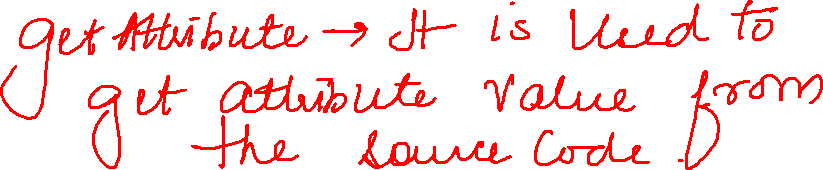 getAttribute → It is used to
get attribute value from
the source code.